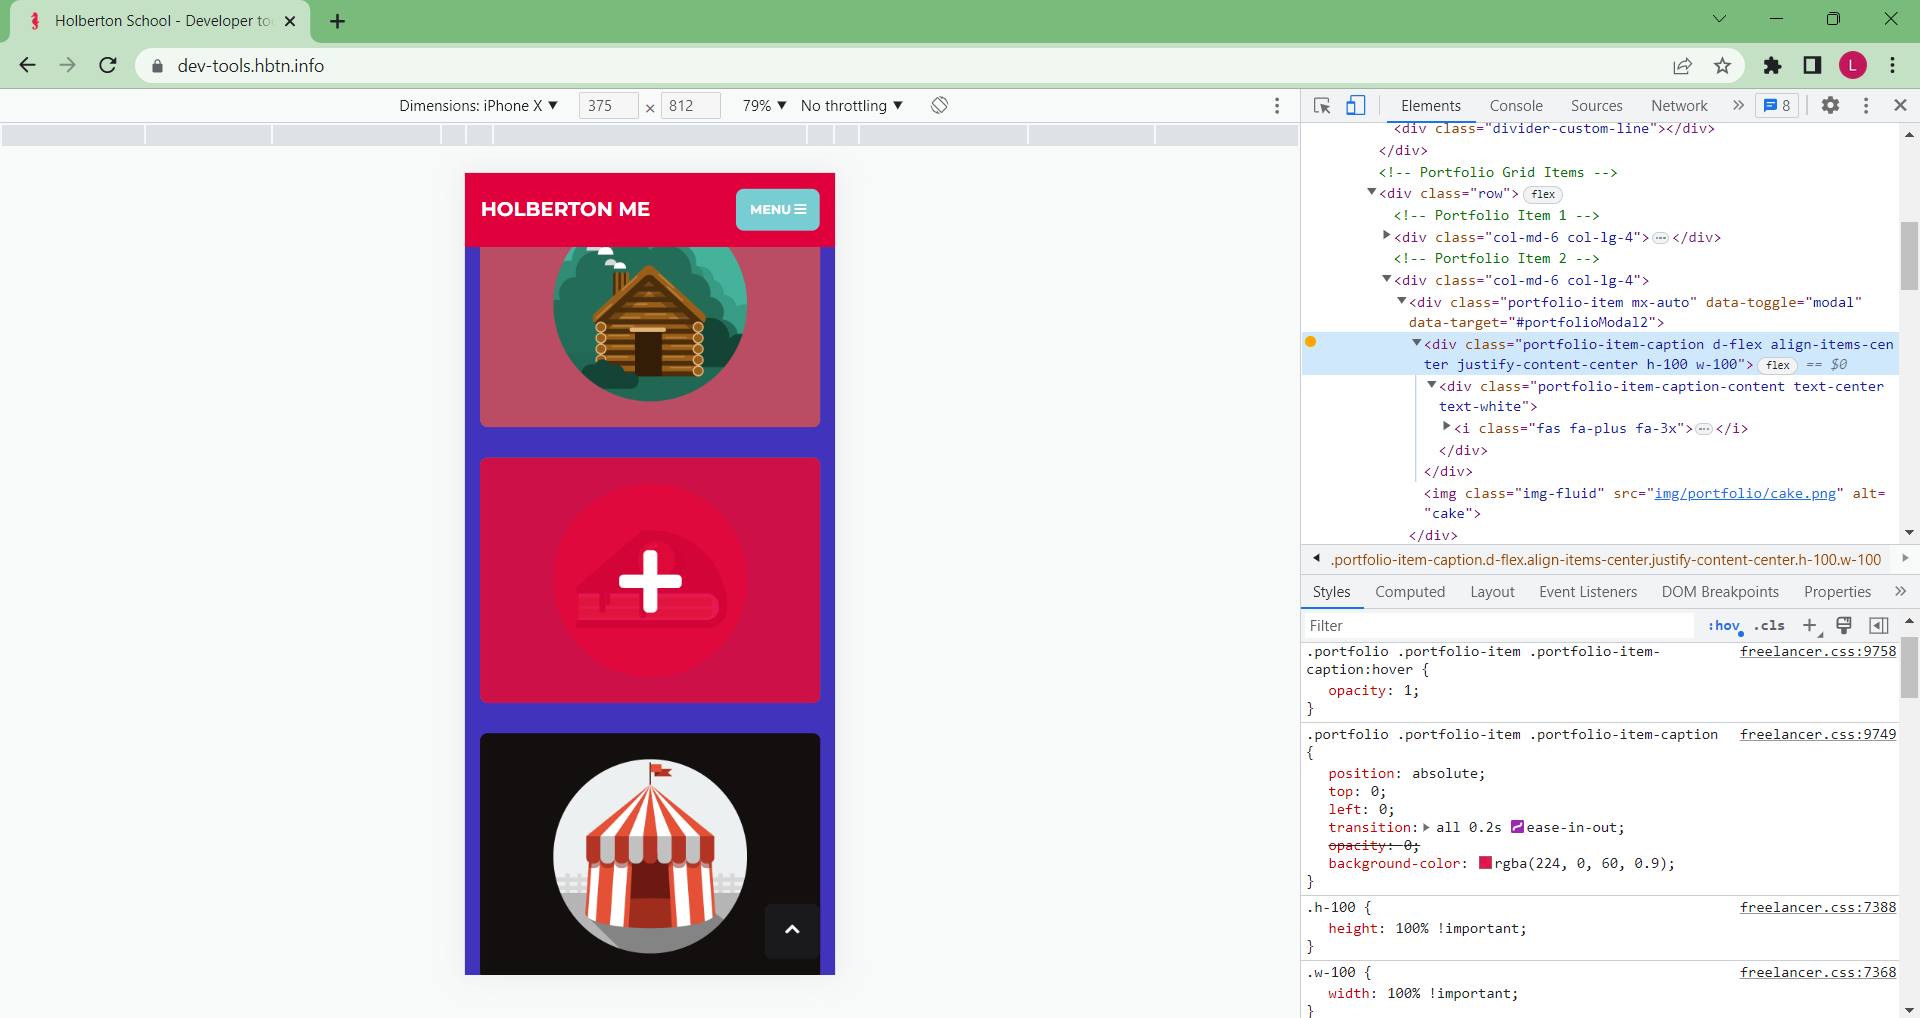 Holberton School - Developer to
dev-tools.hbtn.info
L
Dimensions: iPhone X ▼ 375 × 812 79% ▼ No throttling ▼
Elements Console Sources Network » 8
HOLBERTON ME
MENU
<div class="divider-custom-line"></div>
</div>
<!-- Portfolio Grid Items -->
<div class="row"> flex
<!-- Portfolio Item 1 -->
<div class="col-md-6 col-lg-4">…</div>
<!-- Portfolio Item 2 -->
<div class="col-md-6 col-lg-4">
<div class="portfolio-item mx-auto" data-toggle="modal"
data-target="#portfolioModal2">
<div class="portfolio-item-caption d-flex align-items-cen
ter justify-content-center h-100 w-100"> flex == $0
<div class="portfolio-item-caption-content text-center
text-white">
<i class="fas fa-plus fa-3x">…</i>
</div>
</div>
<img class="img-fluid" src="img/portfolio/cake.png" alt=
"cake">
</div>
.portfolio-item-caption.d-flex.align-items-center.justify-content-center.h-100.w-100
Styles Computed Layout Event Listeners DOM Breakpoints Properties »
Filter :hov .cls +
.portfolio .portfolio-item .portfolio-item- freelancer.css:9758
caption:hover {
opacity: 1;
}
.portfolio .portfolio-item .portfolio-item-caption freelancer.css:9749
{
position: absolute;
top: 0;
left: 0;
transition: all 0.2s ease-in-out;
opacity: 0;
background-color: rgba(224, 0, 60, 0.9);
}
.h-100 { freelancer.css:7388
height: 100% !important;
}
.w-100 { freelancer.css:7368
width: 100% !important;
}